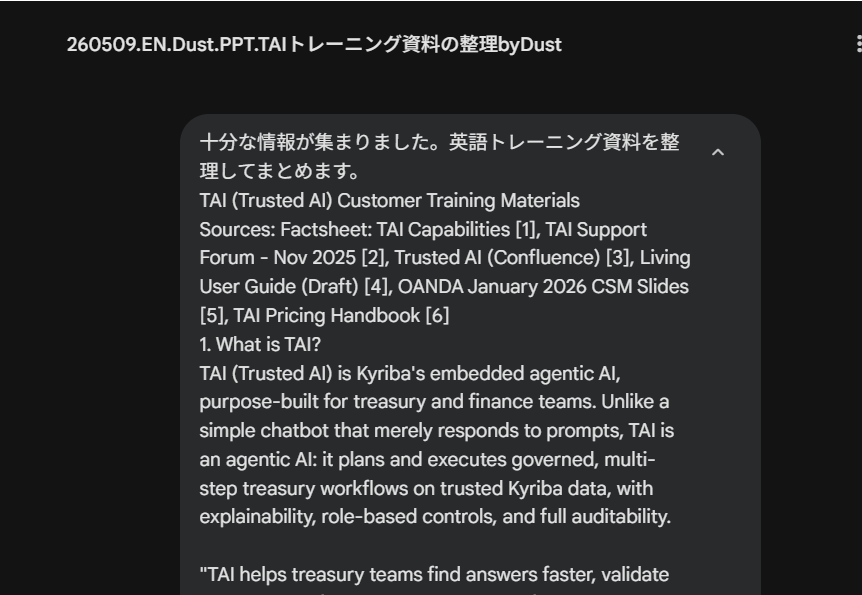 260509.EN.Dust.PPT.TAIトレーニング資料の整理byDust
十分な情報が集まりました。英語トレーニング資料を整
理してまとめます。
TAI (Trusted AI) Customer Training Materials
Sources: Factsheet: TAI Capabilities [1], TAI Support
Forum - Nov 2025 [2], Trusted AI (Confluence) [3], Living
User Guide (Draft) [4], OANDA January 2026 CSM Slides
[5], TAI Pricing Handbook [6]
1. What is TAI?
TAI (Trusted AI) is Kyriba's embedded agentic AI,
purpose-built for treasury and finance teams. Unlike a
simple chatbot that merely responds to prompts, TAI is
an agentic AI: it plans and executes governed, multi-
step treasury workflows on trusted Kyriba data, with
explainability, role-based controls, and full auditability.
"TAI helps treasury teams find answers faster, validate